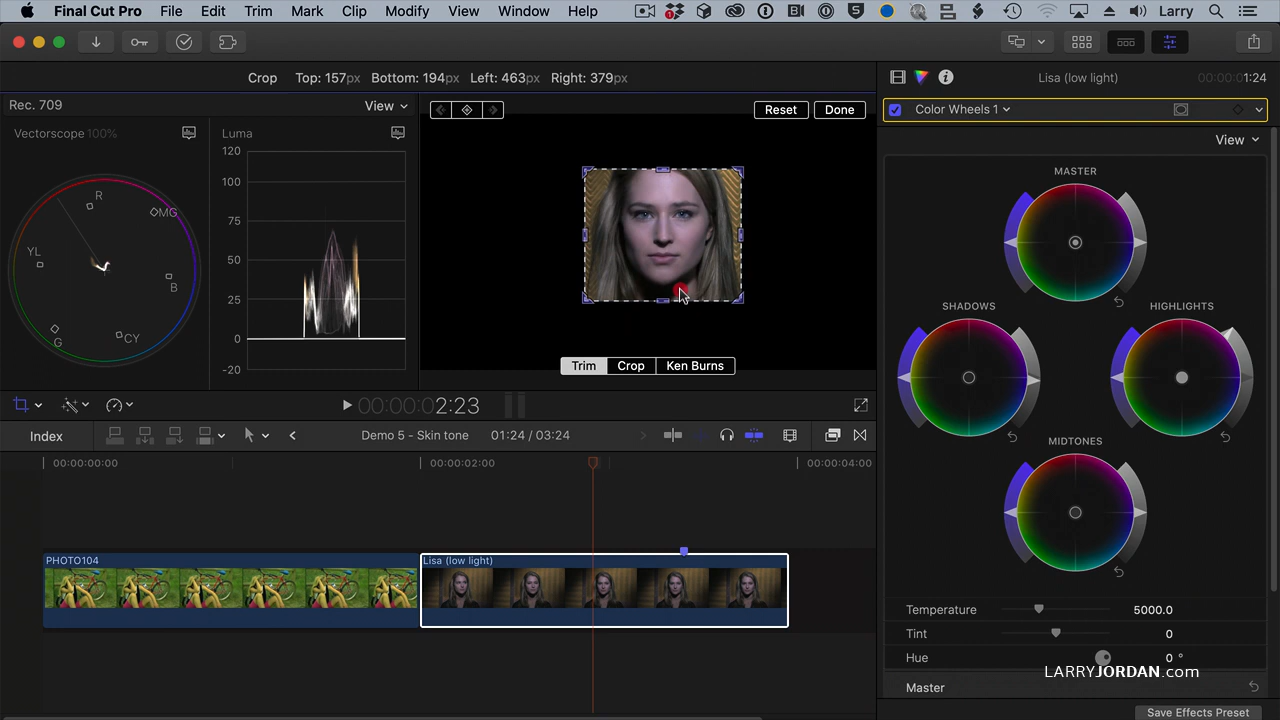 Final Cut Pro File Edit Trim Mark Clip Modify View Window Help 1 5 Larry
Crop Top: 157px Bottom: 194px Left: 463px Right: 379px
Lisa (low light) 00:00:01:24
Rec. 709 View
Reset Done
Color Wheels 1
Vectorscope 100% Luma
View
120
100
75
50
25
0
-20
R
MG
YL
B
CY
G
MASTER
SHADOWS HIGHLIGHTS
MIDTONES
Trim Crop Ken Burns
00:00:02:23
Index Demo 5 - Skin tone 01:24 / 03:24
00:00:00:00 00:00:02:00 00:00:04:00
PHOTO104 Lisa (low light)
Temperature 5000.0
Tint 0
Hue 0 °
LARRYJORDAN.com
Master
Save Effects Preset